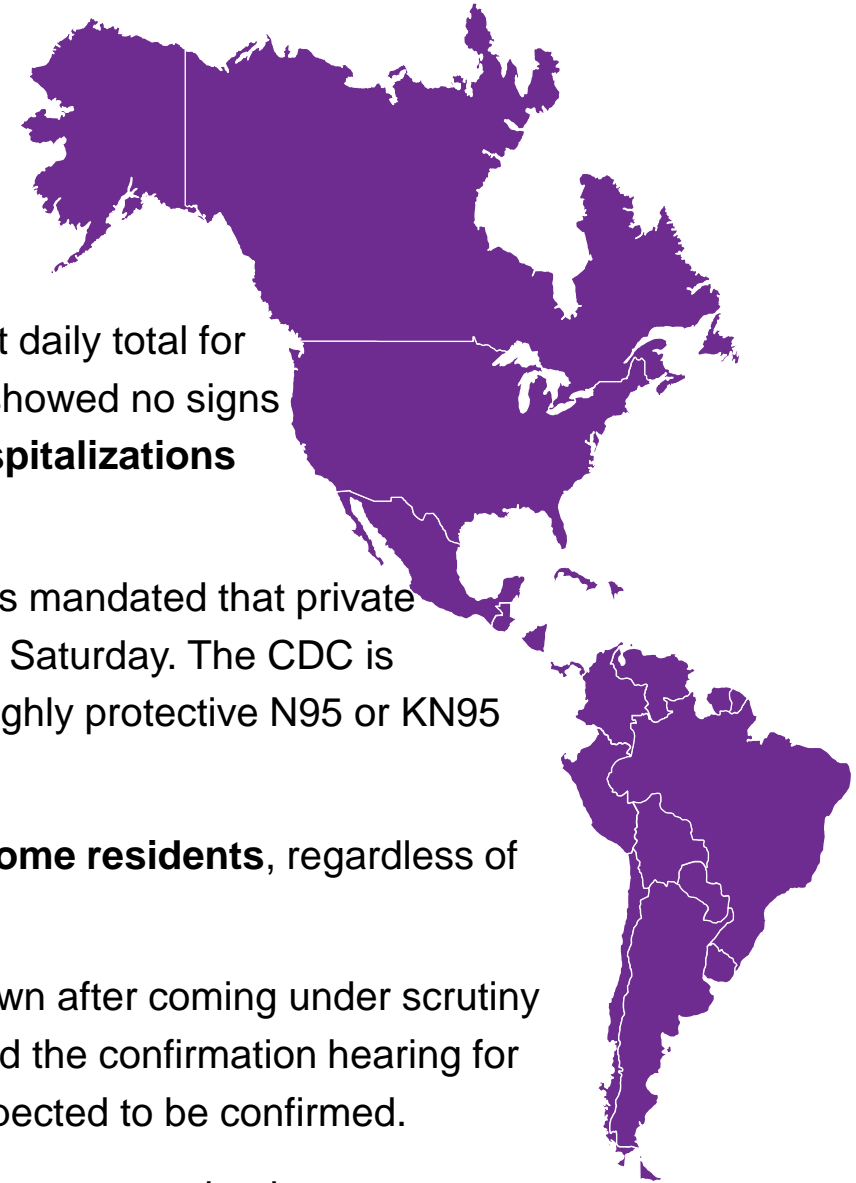 t daily total for
showed no signs
spitalizations
s mandated that private
Saturday. The CDC is
ghly protective N95 or KN95
ome residents, regardless of
wn after coming under scrutiny
d the confirmation hearing for
pected to be confirmed.